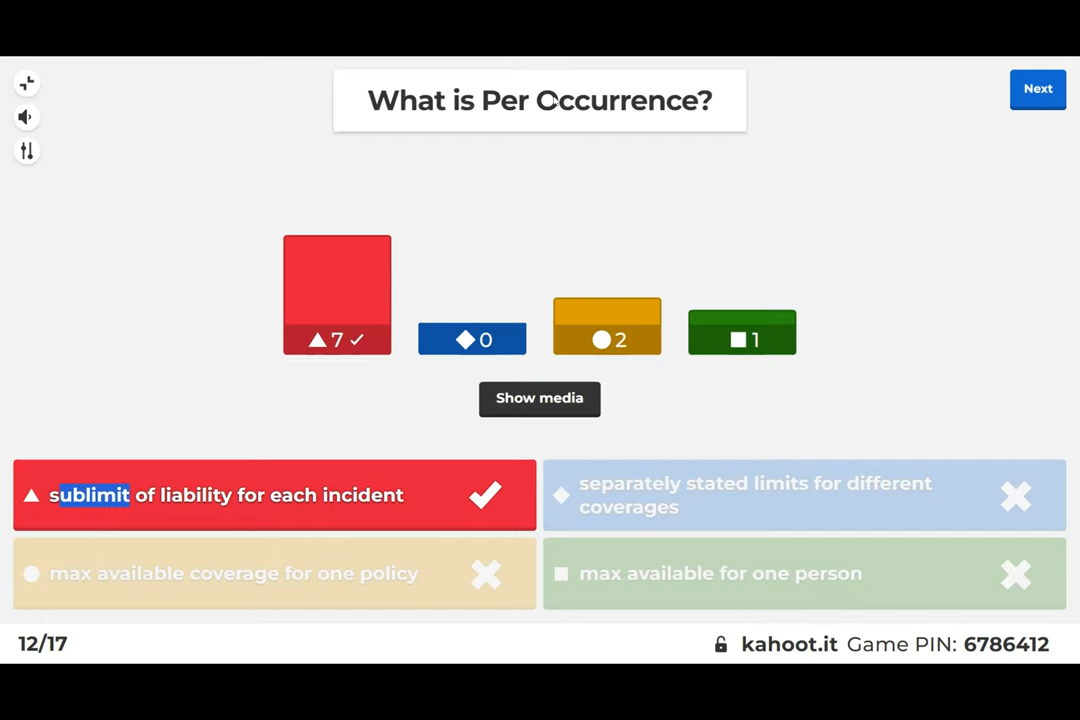 What is Per Occurrence?
Next
7
0
2
1
Show media
sublimit of liability for each incident
separately stated limits for different
coverages
max available coverage for one policy
max available for one person
12/17
kahoot.it Game PIN: 6786412